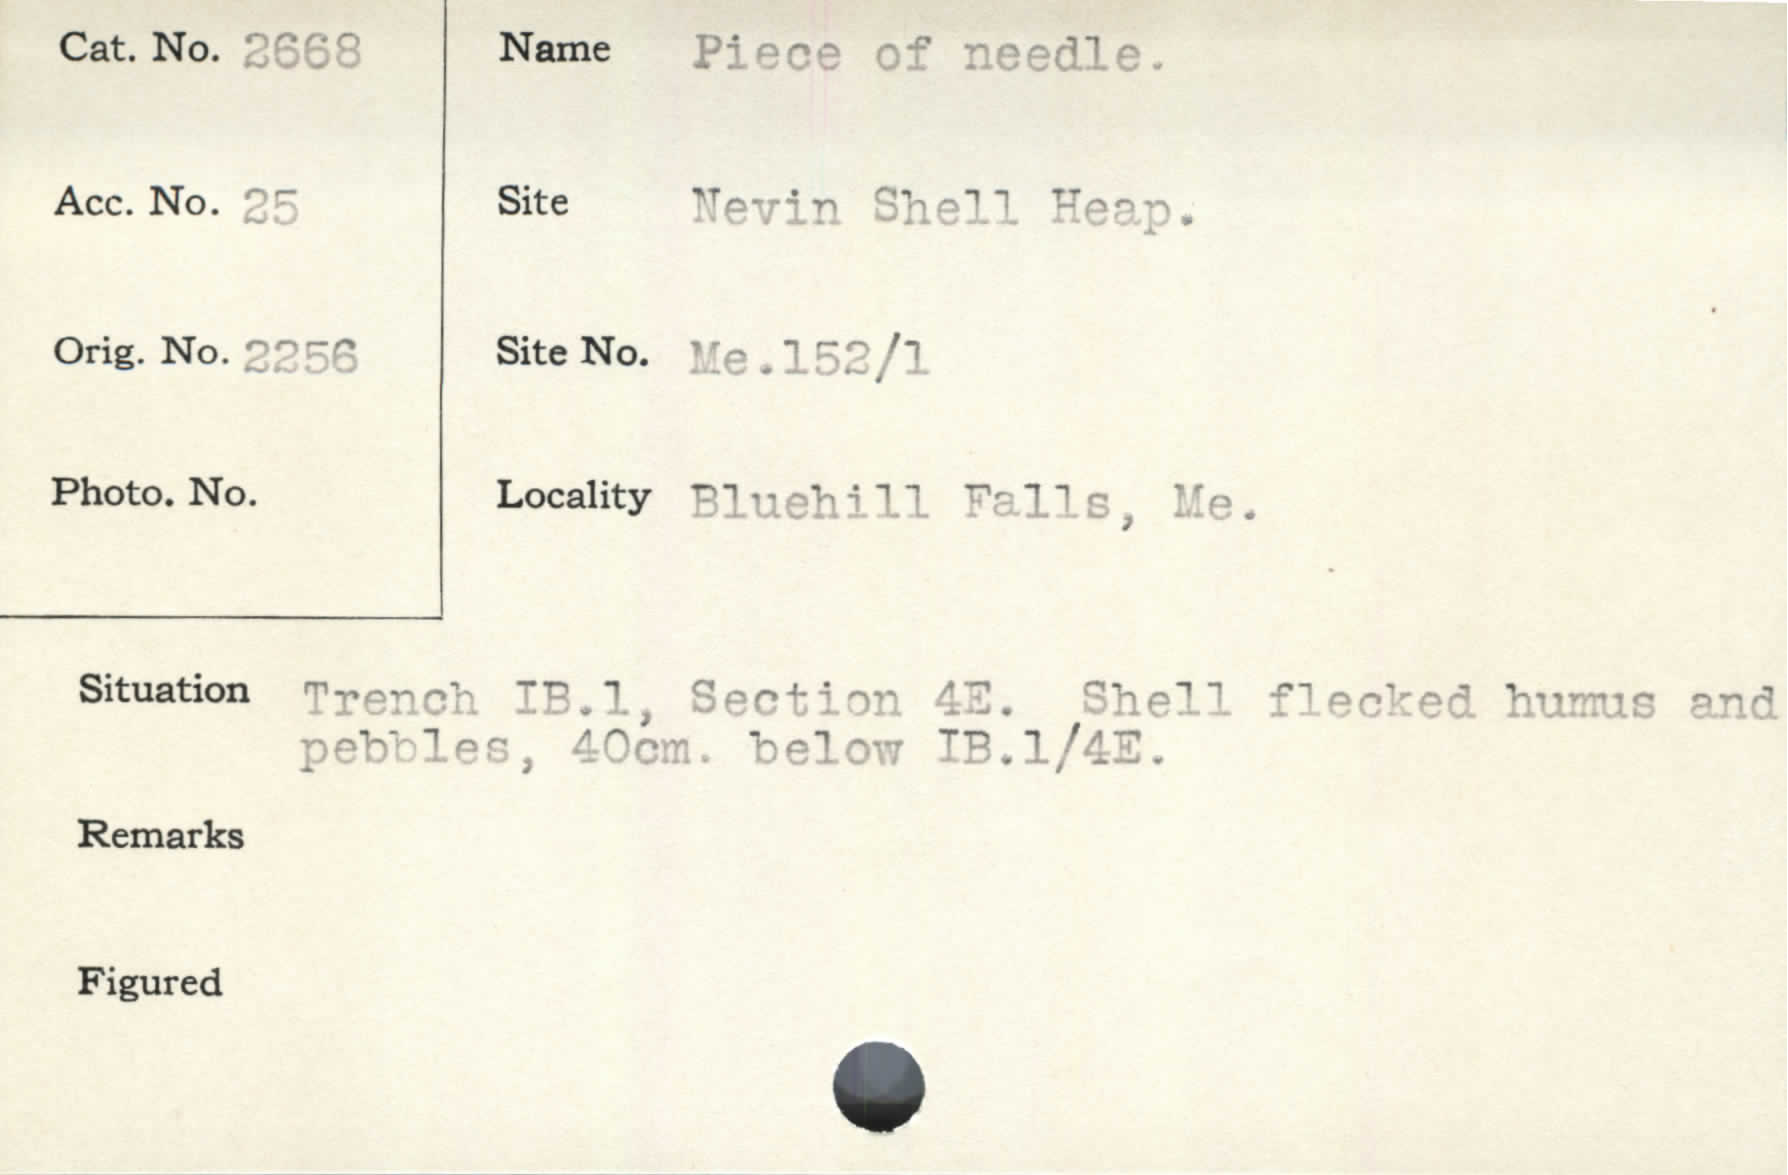 Cat. No. 2668
Name Piece of needle.
Acc. No. 25
Site Nevin Shell Heap.
Orig. No. 2256
Site No. Me.152/1
Photo. No.
Locality Bluehill Falls, Me.
Situation Trench IB.1, Section 4E. Shell flecked humus and
pebbles, 40cm. below IB.1/4E.
Remarks
Figured